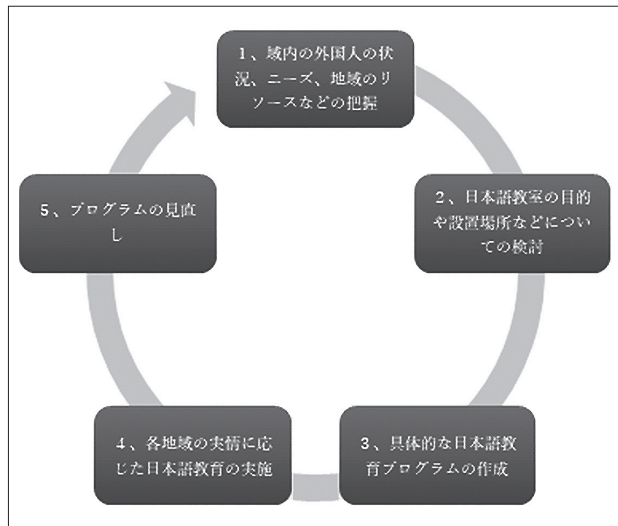 1、域内の外国人の状
況、ニーズ、地域のリ
ソースなどの把握
2、日本語教室の目的
や設置場所などについ
ての検討
3、具体的な日本語教
育プログラムの作成
4、各地域の実情に応
じた日本語教育の実施
5、プログラムの見直
し